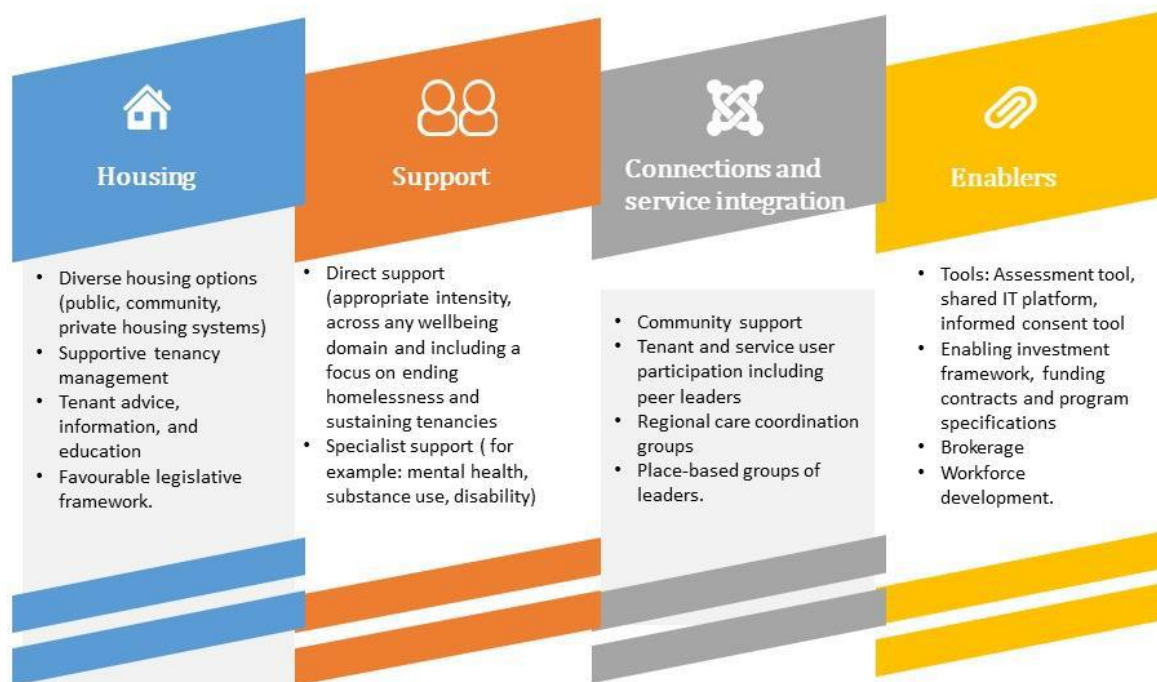 Housing
• Diverse housing options
(public, community,
private housing systems)
• Supportive tenancy
management
• Tenant advice,
information, and
education
• Favourable legislative
framework.
Support
• Direct support
(appropriate intensity,
across any wellbeing
domain and including a
focus on ending
homelessness and
sustaining tenancies
• Specialist support ( for
example: mental health,
substance use, disability)
Connections and
service integration
• Community support
• Tenant and service user
participation including
peer leaders
• Regional care coordination
groups
• Place-based groups of
leaders.
Enablers
• Tools: Assessment tool,
shared IT platform,
informed consent tool
• Enabling investment
framework, funding
contracts and program
specifications
• Brokerage
• Workforce
development.